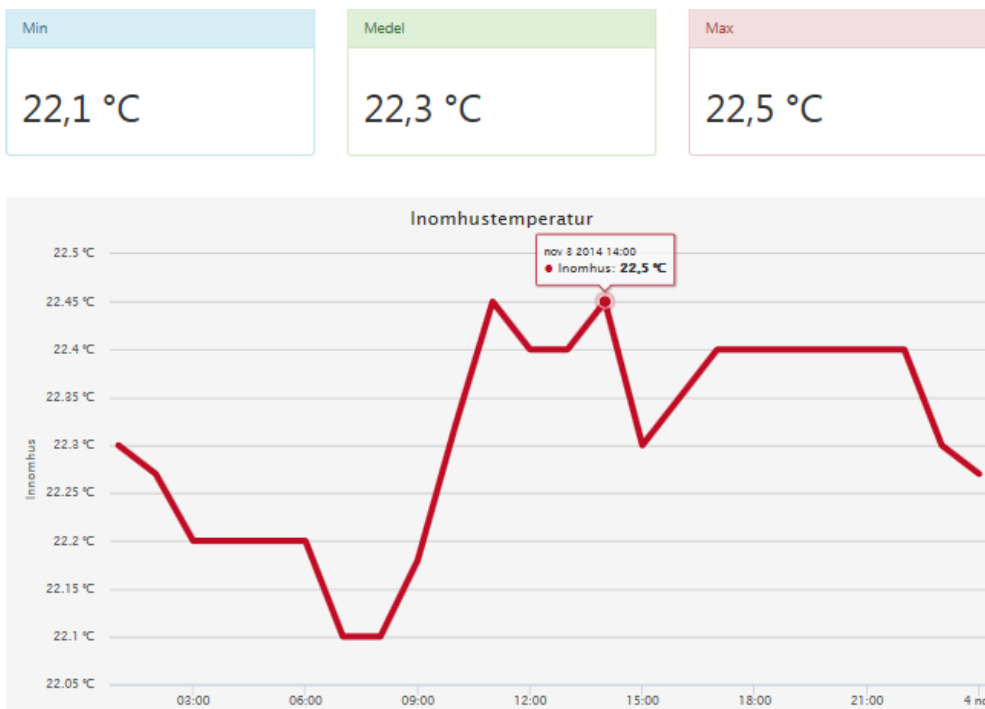 Min
Medel
Max
22,1 °C
22,3 °C
22,5 °C
Inomhustemperatur
nov 8 2014 14:00
Inomhus: 22,5 °C
22.5 °C
22.45 °C
22.4 °C
22.35 °C
22.3 °C
22.25 °C
22.2 °C
22.15 °C
22.1 °C
22.05 °C
Innomhus
03:00
06:00
09:00
12:00
15:00
18:00
21:00
4